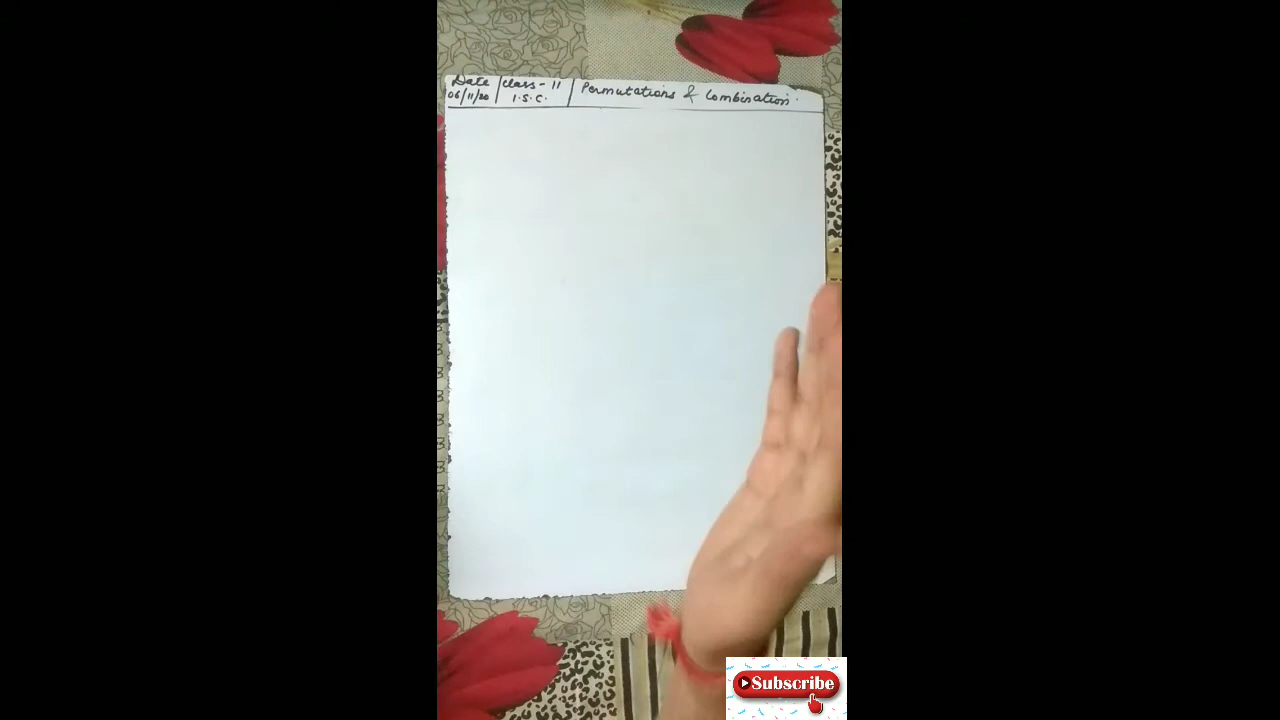 Date | Class - 11 | Permutations & Combination.
06/11/20 | I.S.C.
Subscribe